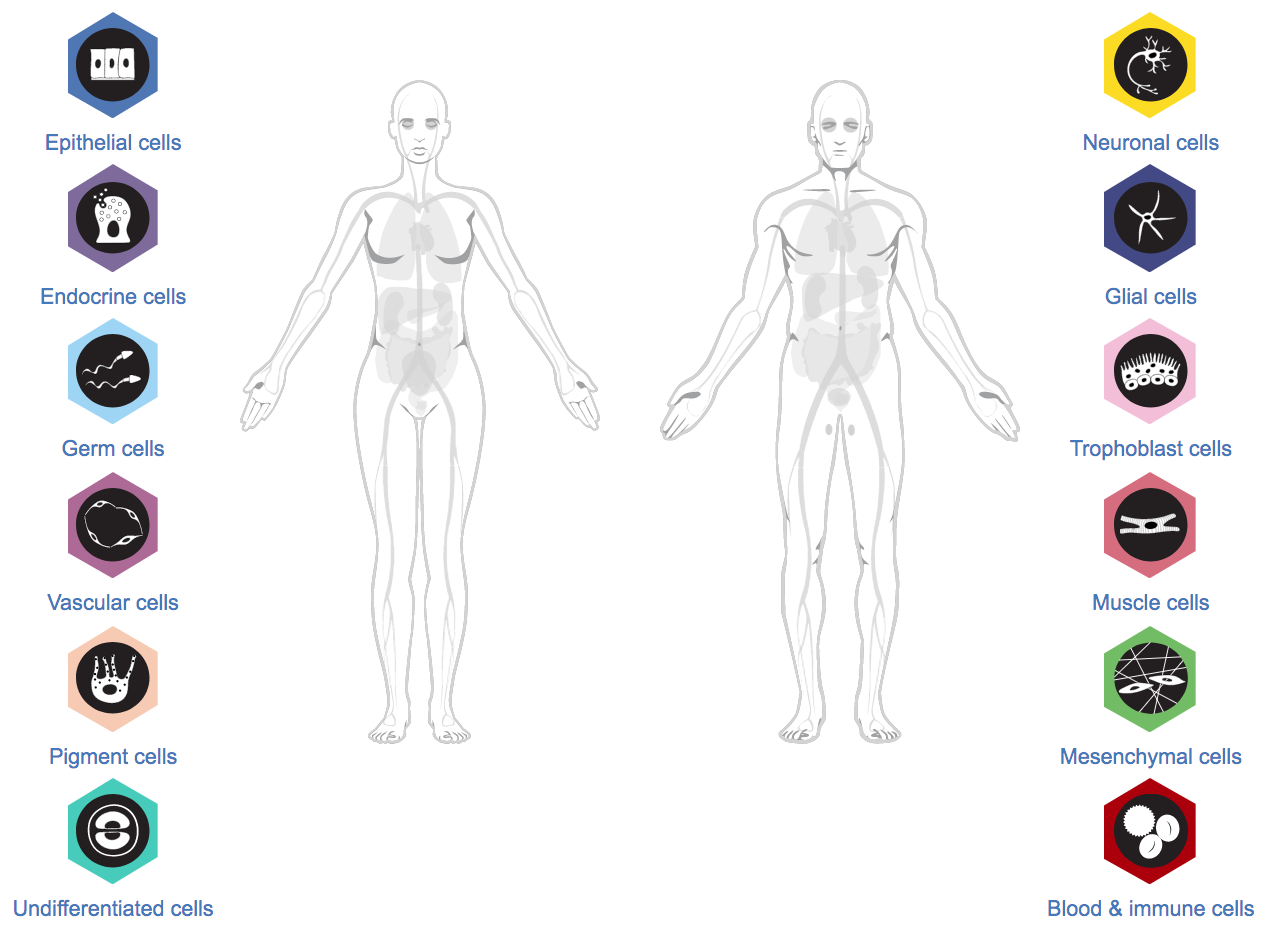 Epithelial cells
Neuronal cells
Endocrine cells
Glial cells
Germ cells
Trophoblast cells
Vascular cells
Muscle cells
Pigment cells
Mesenchymal cells
Undifferentiated cells
Blood & immune cells